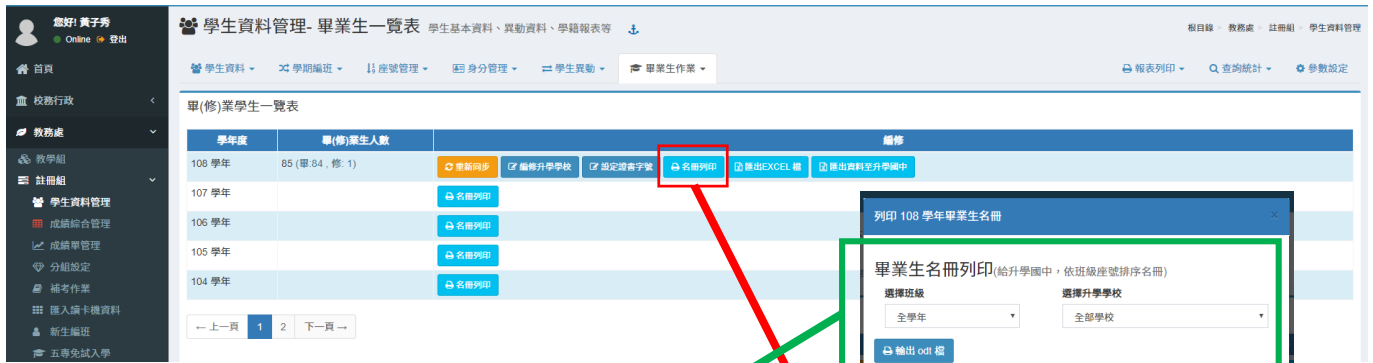 您好! 黃子秀
Online 登出
學生資料管理- 畢業生一覽表 學生基本資料、異動資料、學籍報表等
根目錄 > 教務處 > 註冊組 > 學生資料管理
首頁
校務行政
教務處
教學組
註冊組
學生資料管理
成績綜合管理
成績單管理
分組設定
補考作業
匯入讀卡機資料
新生編班
五專免試入學
學生資料 學期編班 座號管理 身分管理 學生異動 畢業生作業 報表列印 查詢統計 參數設定
畢(修)業學生一覽表
學年度 畢(修)業生人數 編修
108 學年 85 (畢:84 , 修: 1) 重新同步 編修升學學校 設定證書字號 名冊列印 匯出EXCEL 檔 匯出資料至升學國中
107 學年 名冊列印
106 學年 名冊列印
105 學年 名冊列印
104 學年 名冊列印
←上一頁 1 2 下一頁→
列印 108 學年畢業生名冊 ×
畢業生名冊列印(給升學國中，依班級座號排序名冊)
選擇班級 選擇升學學校
全學年 全部學校
輸出 odt 檔